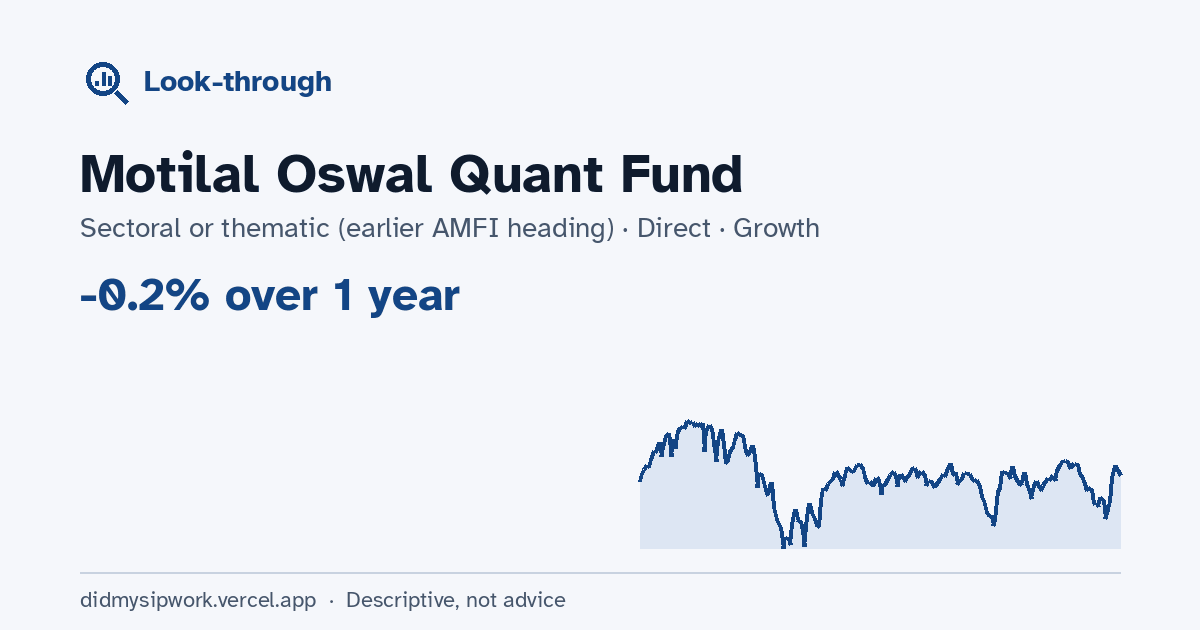 Look-through
Motilal Oswal Quant Fund
Sectoral or thematic (earlier AMFI heading) · Direct · Growth
-0.2% over 1 year
didmysipwork.vercel.app · Descriptive, not advice